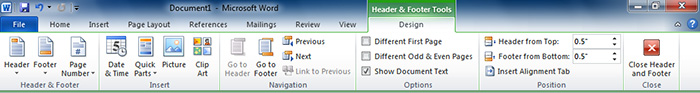 Document1 - Microsoft Word
Header & Footer Tools
File Home Insert Page Layout References Mailings Review View Design
Header Footer Page Number
Header & Footer
Date & Time Quick Parts Picture Clip Art
Insert
Go to Header Go to Footer
Previous
Next
Link to Previous
Navigation
Different First Page
Different Odd & Even Pages
Show Document Text
Options
Header from Top: 0.5"
Footer from Bottom: 0.5"
Insert Alignment Tab
Position
Close Header and Footer
Close